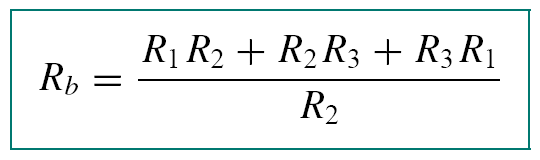 R_b = \frac{R_1 R_2 + R_2 R_3 + R_3 R_1}{R_2}